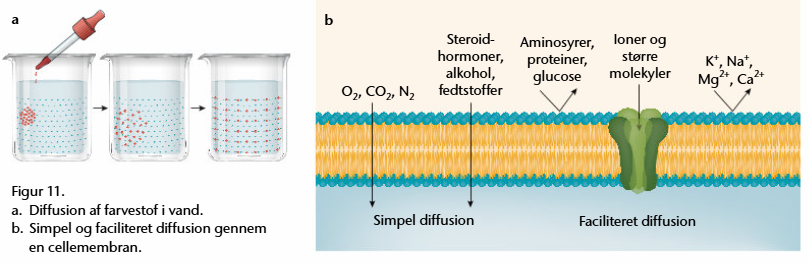 a
Figur 11.
a. Diffusion af farvestof i vand.
b. Simpel og faciliteret diffusion gennem
en cellemembran.
b
O₂, CO₂, N₂
Steroid-
hormoner,
alkohol,
fedtstoffer
Aminosyrer,
proteiner,
glucose
Ioner og
større
molekyler
K⁺, Na⁺,
Mg²⁺, Ca²⁺
Simpel diffusion
Faciliteret diffusion